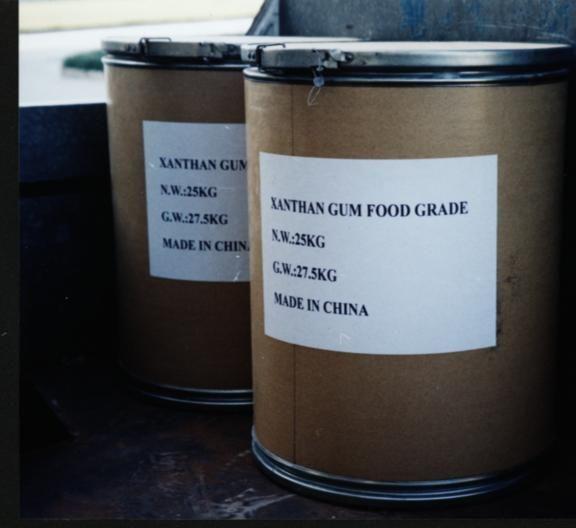 XANTHAN GUM
N.W.:25KG
G.W.:27.5KG
MADE IN CHINA
XANTHAN GUM FOOD GRADE
N.W.:25KG
G.W.:27.5KG
MADE IN CHINA